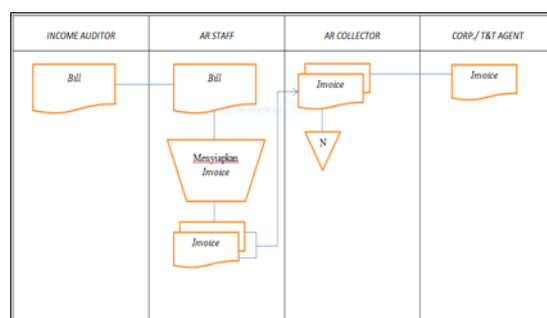 INCOME AUDITOR
AR STAFF
AR COLLECTOR
CORP./ T&T AGENT
Bill
Bill
Invoice
Invoice
Menyiapkan
Invoice
N
Invoice